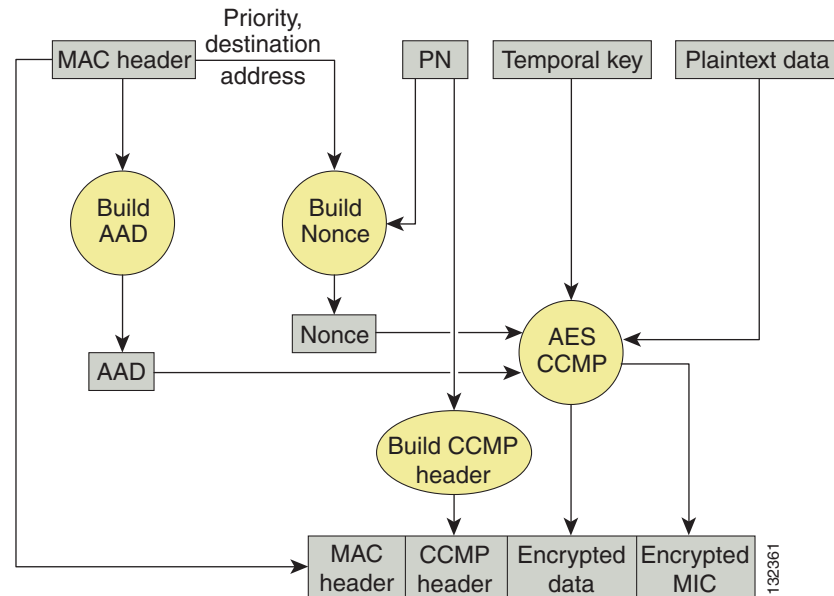 Priority,
destination
address
MAC header
PN
Temporal key
Plaintext data
Build
AAD
Build
Nonce
Nonce
AES
CCMP
AAD
Build CCMP
header
MAC
header
CCMP
header
Encrypted
data
Encrypted
MIC
132361